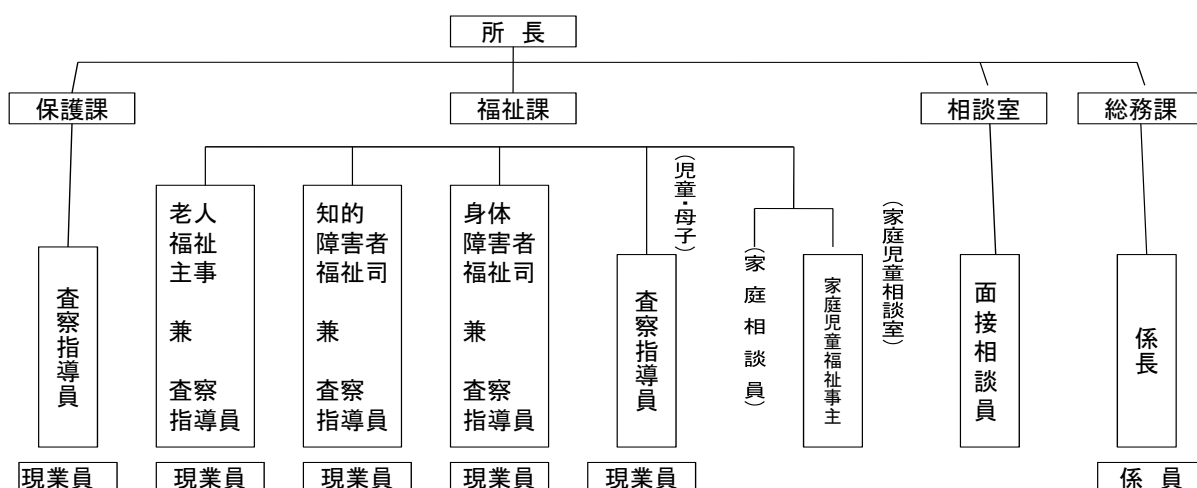 所 長
保護課
福祉課
相談室
総務課
査察指導員
老人
福祉
主事
兼
査察
指導員
知的
障害者
福祉司
兼
査察
指導員
身体
障害者
福祉司
兼
査察
指導員
(児童・母子)
査察指導員
(家庭相談員)
家庭児童福祉事主
(家庭児童相談室)
面接相談員
係長
現業員
現業員
現業員
現業員
現業員
係 員